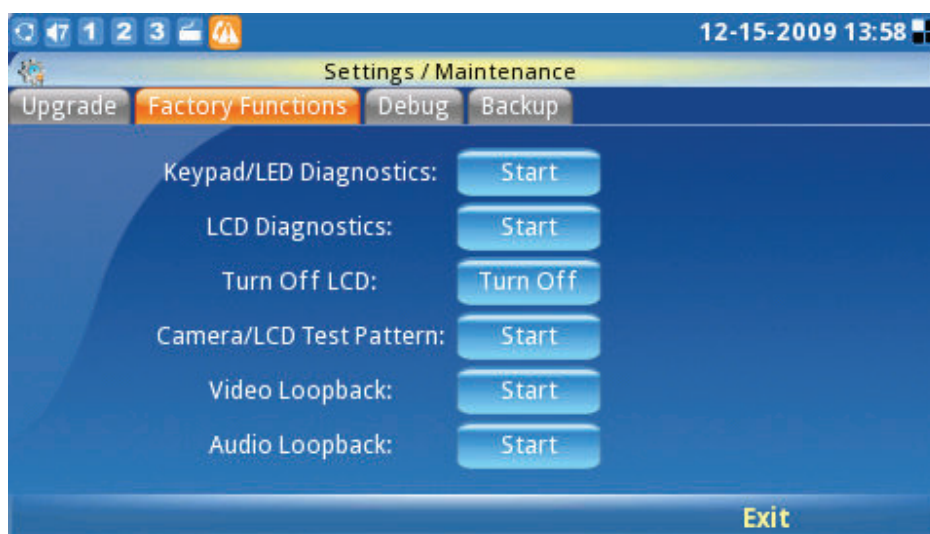 47 1 2 3 12-15-2009 13:58
Settings / Maintenance
Upgrade Factory Functions Debug Backup
Keypad/LED Diagnostics: Start
LCD Diagnostics: Start
Turn Off LCD: Turn Off
Camera/LCD Test Pattern: Start
Video Loopback: Start
Audio Loopback: Start
Exit